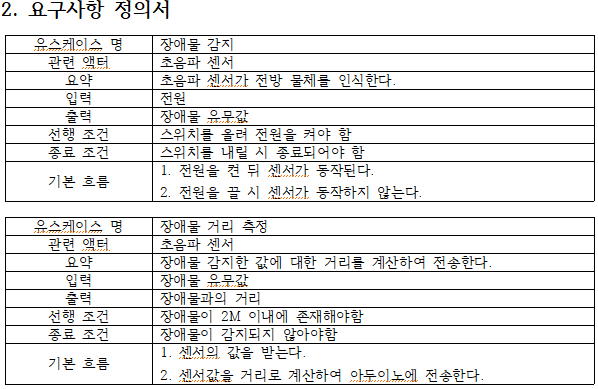 2. 요구사항 정의서
유스케이스 명 장애물 감지
관련 액터 초음파 센서
요약 초음파 센서가 전방 물체를 인식한다.
입력 전원
출력 장애물 유무값
선행 조건 스위치를 올려 전원을 켜야 함
종료 조건 스위치를 내릴 시 종료되어야 함
기본 흐름 1. 전원을 켠 뒤 센서가 동작된다.
2. 전원을 끌 시 센서가 동작하지 않는다.
유스케이스 명 장애물 거리 측정
관련 액터 초음파 센서
요약 장애물 감지한 값에 대한 거리를 계산하여 전송한다.
입력 장애물 유무값
출력 장애물과의 거리
선행 조건 장애물이 2M 이내에 존재해야함
종료 조건 장애물이 감지되지 않아야함
기본 흐름 1. 센서의 값을 받는다.
2. 센서값을 거리로 계산하여 아두이노에 전송한다.